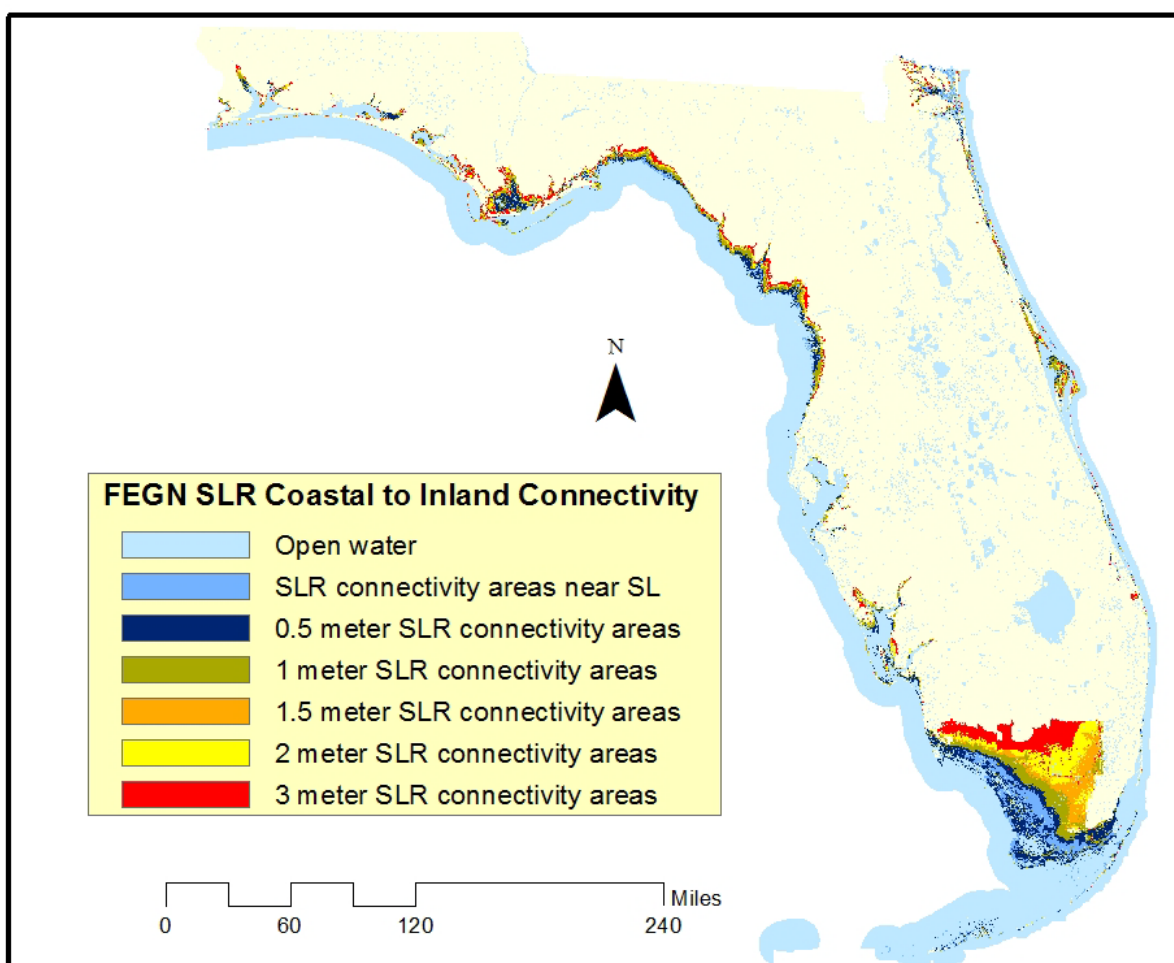 N
FEGN SLR Coastal to Inland Connectivity
Open water
SLR connectivity areas near SL
0.5 meter SLR connectivity areas
1 meter SLR connectivity areas
1.5 meter SLR connectivity areas
2 meter SLR connectivity areas
3 meter SLR connectivity areas
Miles
0 60 120 240